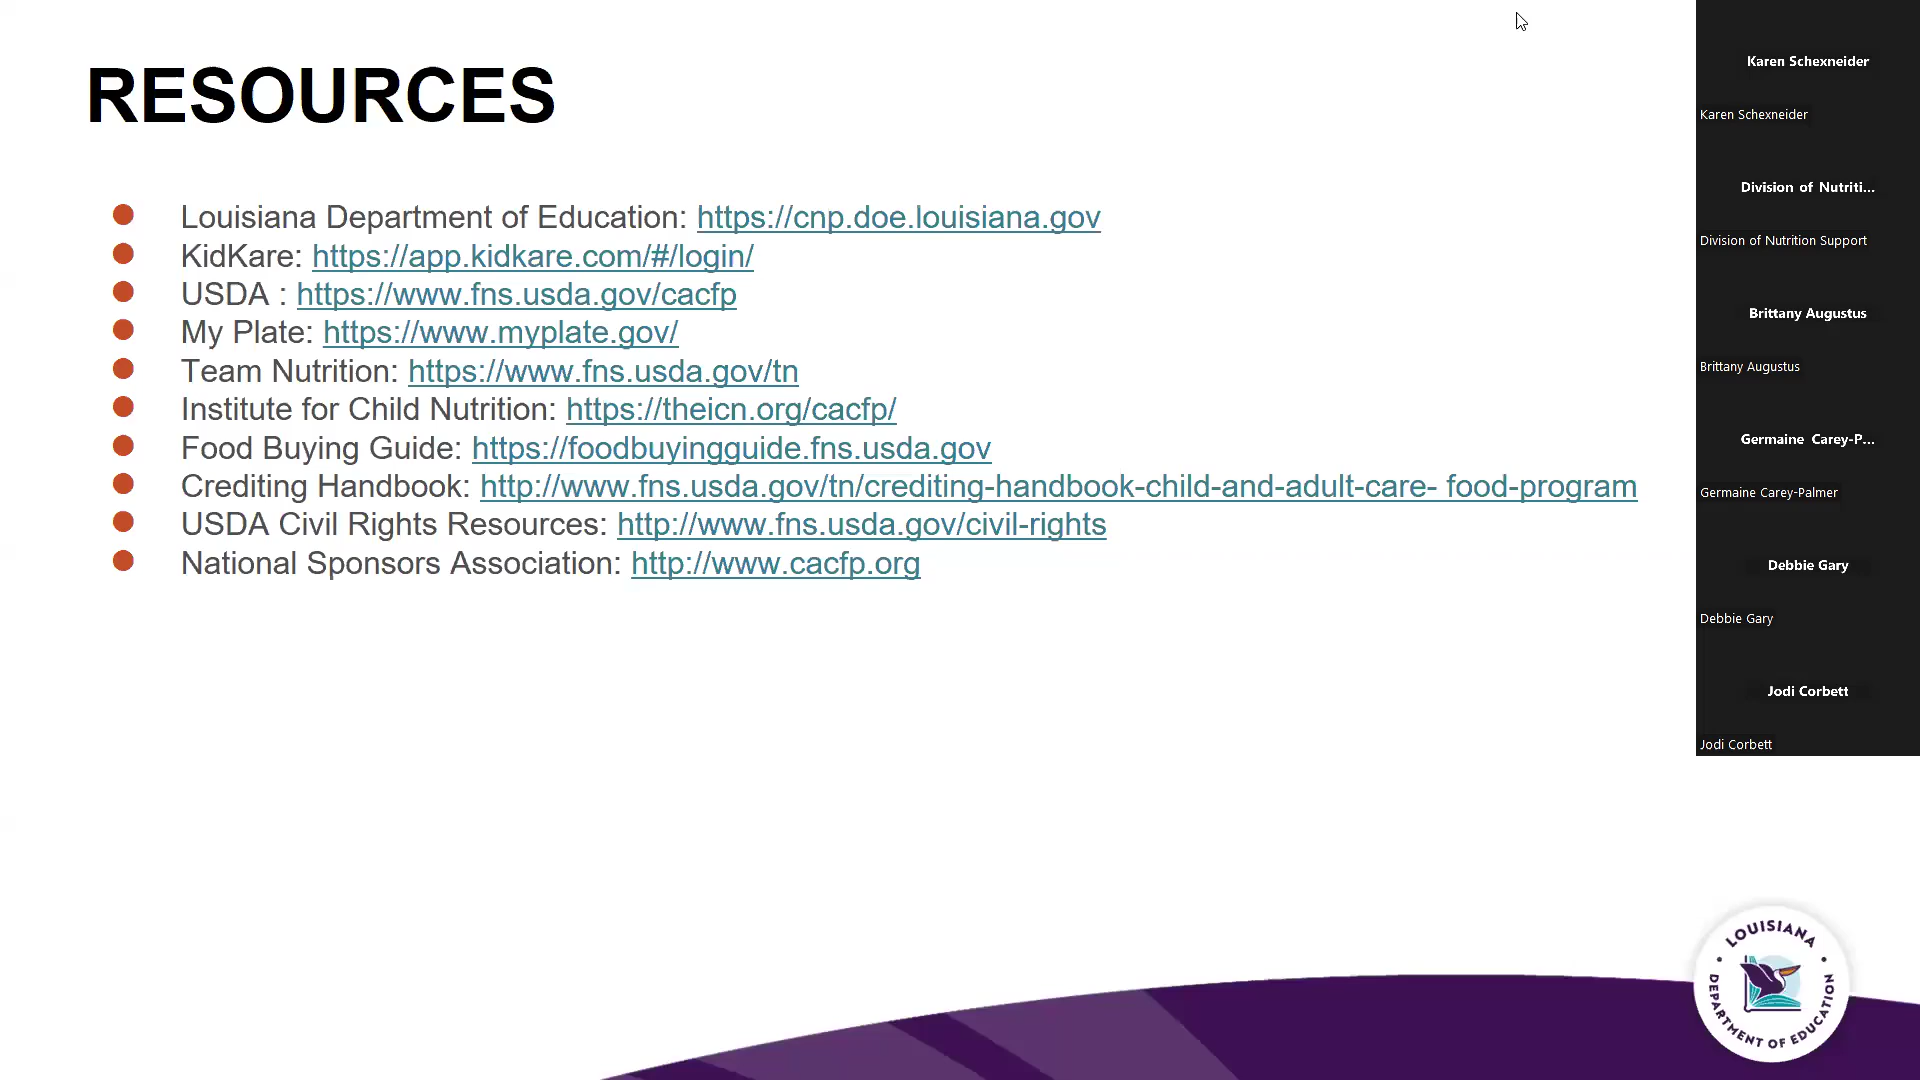 RESOURCES
Louisiana Department of Education: https://cnp.doe.louisiana.gov
KidKare: https://app.kidkare.com/#/login/
USDA : https://www.fns.usda.gov/cacfp
My Plate: https://www.myplate.gov/
Team Nutrition: https://www.fns.usda.gov/tn
Institute for Child Nutrition: https://theicn.org/cacfp/
Food Buying Guide: https://foodbuyingguide.fns.usda.gov
Crediting Handbook: http://www.fns.usda.gov/tn/crediting-handbook-child-and-adult-care- food-program
USDA Civil Rights Resources: http://www.fns.usda.gov/civil-rights
National Sponsors Association: http://www.cacfp.org
Karen Schexneider
Karen Schexneider
Division of Nutriti...
Division of Nutrition Support
Brittany Augustus
Brittany Augustus
Germaine Carey-P...
Germaine Carey-Palmer
Debbie Gary
Debbie Gary
Jodi Corbett
Jodi Corbett
LOUISIANA
DEPARTMENT OF EDUCATION